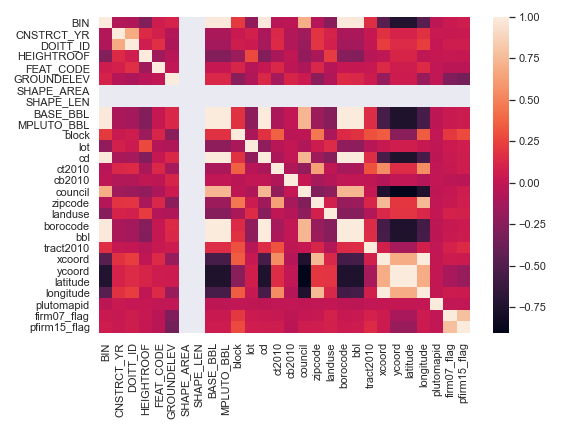 BIN
CNSTRCT_YR
DOITT_ID
HEIGHTROOF
FEAT_CODE
GROUNDELEV
SHAPE_AREA
SHAPE_LEN
BASE_BBL
MPLUTO_BBL
block
lot
cd
ct2010
cb2010
council
zipcode
landuse
borocode
bbl
tract2010
xcoord
ycoord
latitude
longitude
plutomapid
firm07_flag
pfirm15_flag
BIN
CNSTRCT_YR
DOITT_ID
HEIGHTROOF
FEAT_CODE
GROUNDELEV
SHAPE_AREA
SHAPE_LEN
BASE_BBL
MPLUTO_BBL
block
lot
cd
ct2010
cb2010
council
zipcode
landuse
borocode
bbl
tract2010
xcoord
ycoord
latitude
longitude
plutomapid
firm07_flag
pfirm15_flag
1.00
0.75
0.50
0.25
0.00
−0.25
−0.50
−0.75